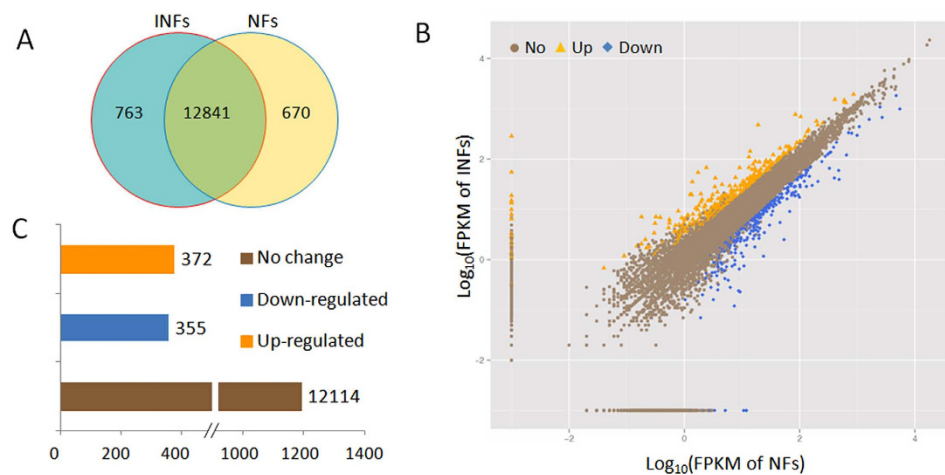 A
INFs
NFs
763
12841
670
B
No
Up
Down
4
2
0
-2
Log10(FPKM of INFs)
-2
0
2
4
Log10(FPKM of NFs)
C
372
355
12114
No change
Down-regulated
Up-regulated
0
200
400
//
1000
1200
1400